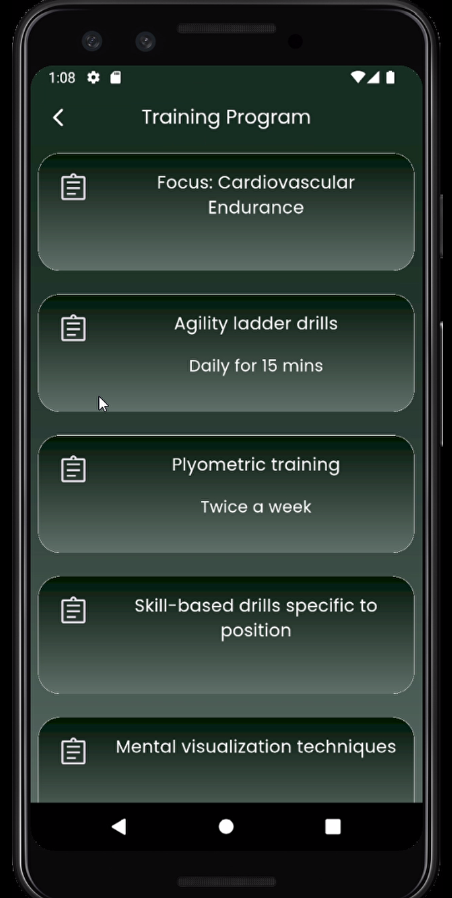 1:08
Training Program
Focus: Cardiovascular
Endurance
Agility ladder drills
Daily for 15 mins
Plyometric training
Twice a week
Skill-based drills specific to
position
Mental visualization techniques